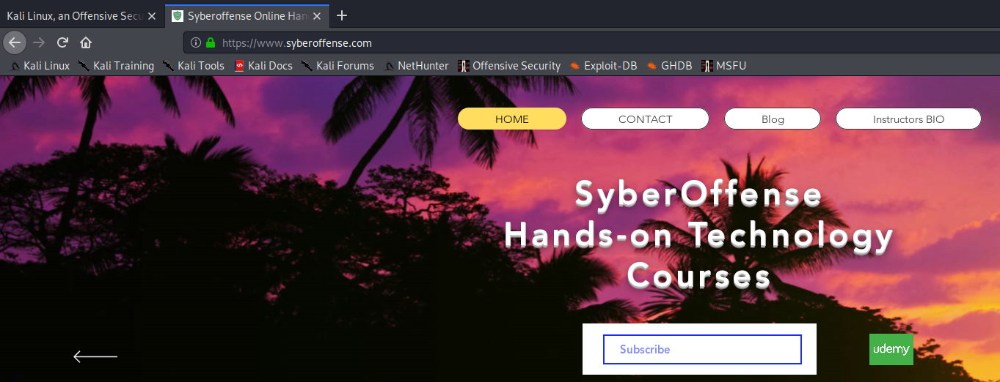 Kali Linux, an Offensive Secu
Syberoffense Online Han
https://www.syberoffense.com
Kali Linux Kali Training Kali Tools Kali Docs Kali Forums NetHunter Offensive Security Exploit-DB GHDB MSFU
HOME CONTACT Blog Instructors BIO
SyberOffense
Hands-on Technology
Courses
Subscribe
udemy